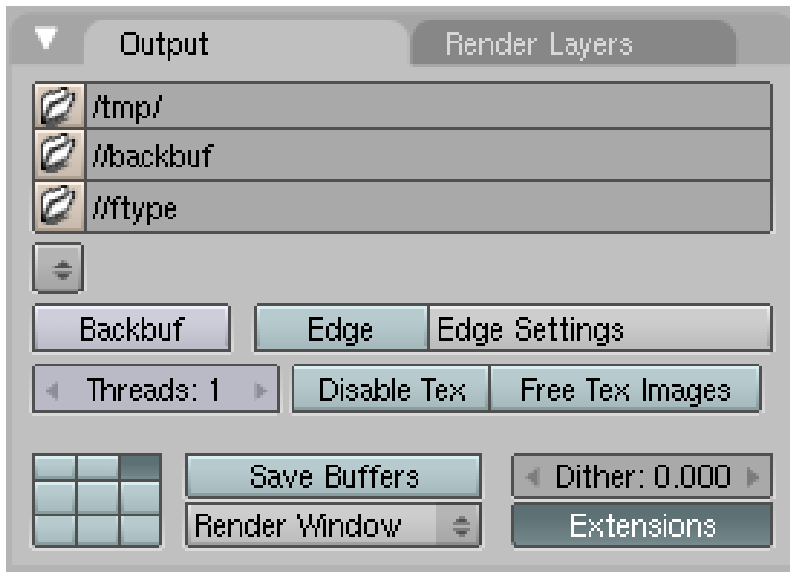 Output Render Layers
/tmp/
//backbuf
//ftype
Backbuf Edge Edge Settings
Threads: 1 Disable Tex Free Tex Images
Save Buffers Dither: 0.000
Render Window Extensions